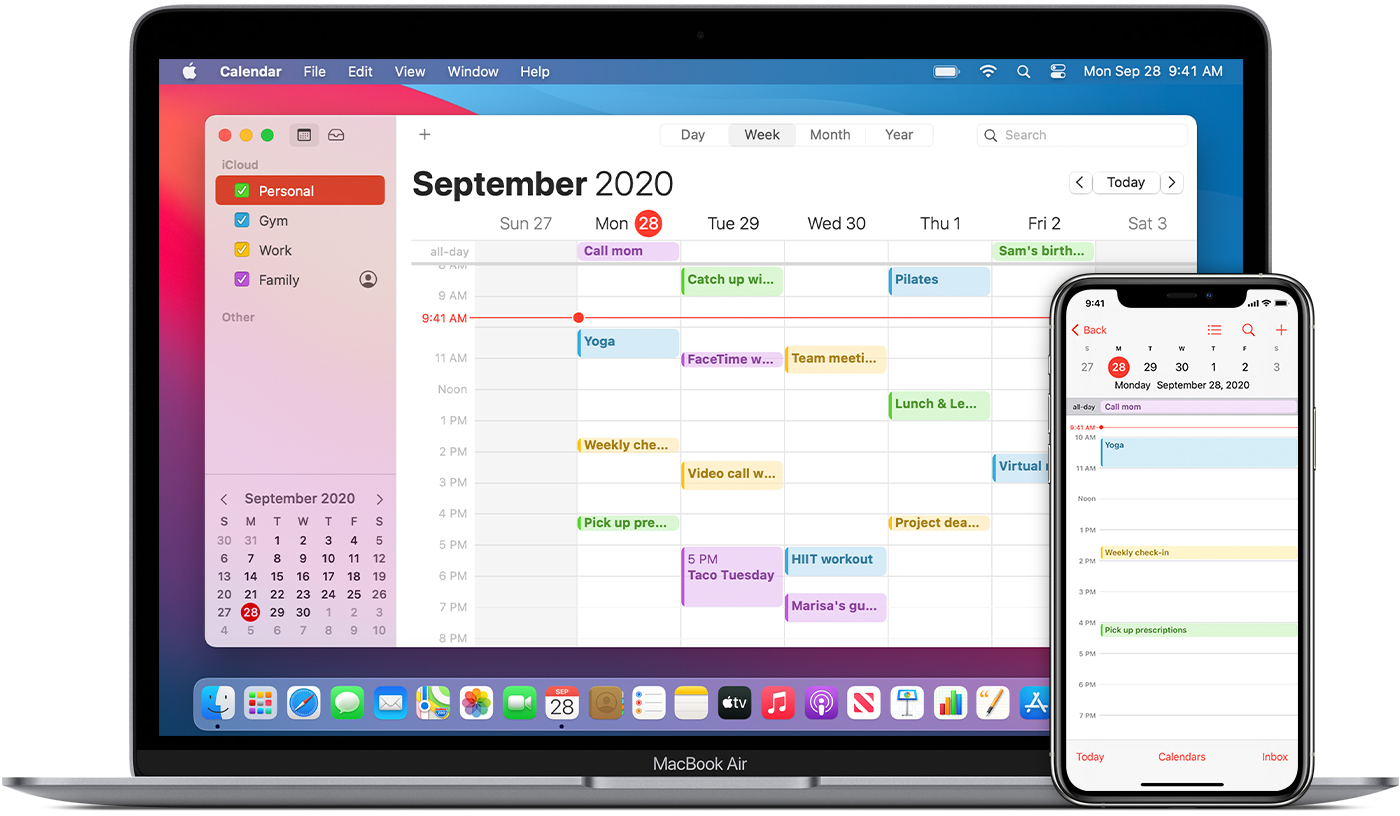 Calendar File Edit View Window Help Mon Sep 28 9:41 AM
Day Week Month Year Search
iCloud
Personal
Gym
Work
Family
Other
September 2020
Today
Sun 27 Mon 28 Tue 29 Wed 30 Thu 1 Fri 2 Sat 3
all-day Call mom Sam's birth...
8 AM
Catch up wi... Pilates
9 AM
9:41 AM
Yoga
11 AM FaceTime w... Team meeti...
Noon
Lunch & Le...
1 PM
2 PM Weekly che...
Virtual
3 PM Video call w...
4 PM
Pick up pre... Project dea...
5 PM
5 PM HIIT workout
6 PM Taco Tuesday
7 PM Marisa's gu...
8 PM
September 2020
S M T W T F S
30 31 1 2 3 4 5
6 7 8 9 10 11 12
13 14 15 16 17 18 19
20 21 22 23 24 25 26
27 28 29 30 1 2 3
4 5 6 7 8 9 10
SEP
28
tv
280
MacBook Air
9:41
Back
S M T W T F S
27 28 29 30 1 2 3
Monday September 28, 2020
all-day Call mom
9:41 AM
10 AM
Yoga
11 AM
Noon
1 PM
Weekly check-in
2 PM
3 PM
4 PM
Pick up prescriptions
5 PM
6 PM
7 PM
Today Calendars Inbox